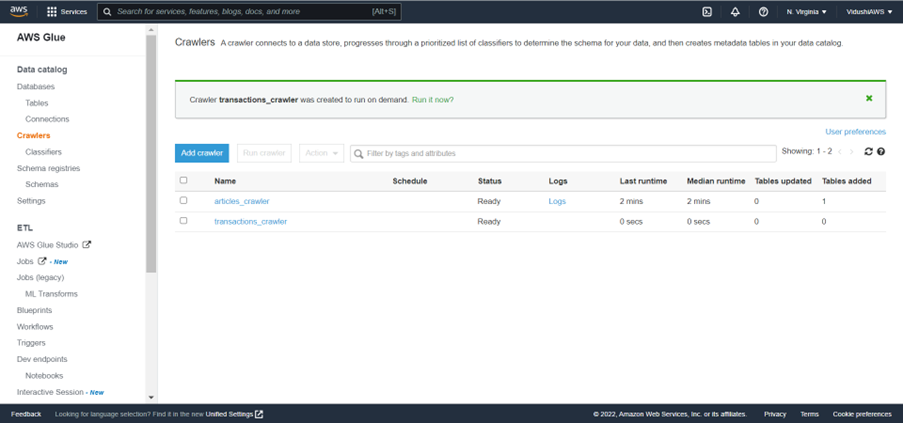 aws Services Search for services, features, blogs, docs, and more [Alt+S] N. Virginia VidushiAWS
AWS Glue
Data catalog
Databases
Tables
Connections
Crawlers
Classifiers
Schema registries
Schemas
Settings
ETL
AWS Glue Studio
Jobs - New
Jobs (legacy)
ML Transforms
Blueprints
Workflows
Triggers
Dev endpoints
Notebooks
Interactive Session - New
Crawlers A crawler connects to a data store, progresses through a prioritized list of classifiers to determine the schema for your data, and then creates metadata tables in your data catalog.
Crawler transactions_crawler was created to run on demand. Run it now?
User preferences
Add crawler Run crawler Action Filter by tags and attributes Showing: 1 - 2
Name Schedule Status Logs Last runtime Median runtime Tables updated Tables added
articles_crawler Ready Logs 2 mins 2 mins 0 1
transactions_crawler Ready 0 secs 0 secs 0 0
Feedback Looking for language selection? Find it in the new Unified Settings © 2022, Amazon Web Services, Inc. or its affiliates. Privacy Terms Cookie preferences